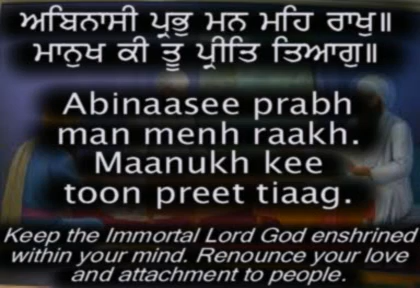 ਅਬਿਨਾਸੀ ਪ੍ਰਭੁ ਮਨ ਮਹਿ ਰਾਖੁ॥
ਮਾਨੁਖ ਕੀ ਤੂ ਪ੍ਰੀਤਿ ਤਿਆਗੁ॥
Abinaasee prabh
man menh raakh.
Maanukh kee
toon preet tiaag.
Keep the Immortal Lord God enshrined
within your mind. Renounce your love
and attachment to people.